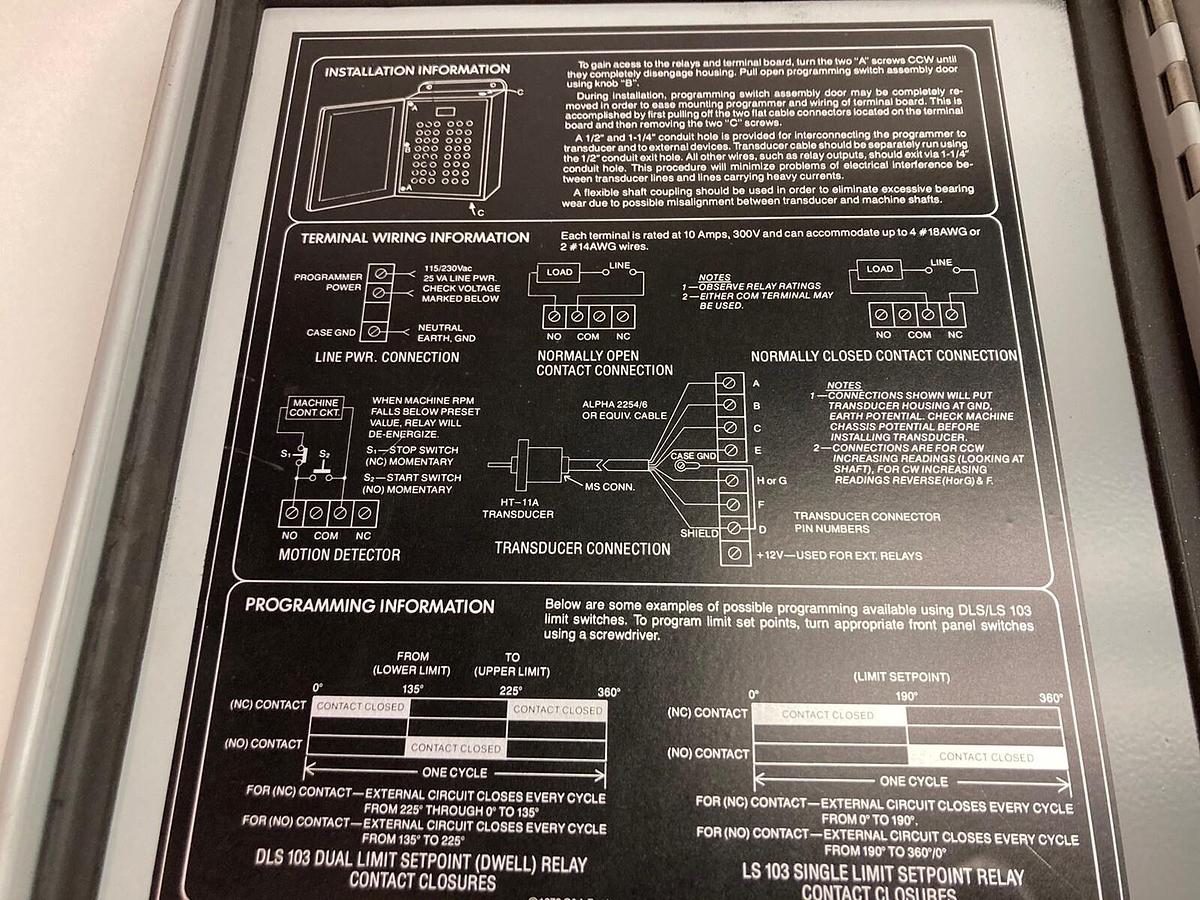 INSTALLATION INFORMATION
A
C
B
A
C
To gain acess to the relays and terminal board, turn the two "A" screws CCW until
they completely disengage housing. Pull open programming switch assembly door
using knob "B".
During installation, programming switch assembly door may be completely re-
moved in order to ease mounting programmer and wiring of terminal board. This is
accomplished by first pulling off the two flat cable connectors located on the terminal
board and then removing the two "C" screws.
A 1/2" and 1-1/4" conduit hole is provided for interconnecting the programmer to
transducer and to external devices. Transducer cable should be separately run using
the 1/2" conduit exit hole. All other wires, such as relay outputs, should exit via 1-1/4"
conduit hole. This procedure will minimize problems of electrical interference be-
tween transducer lines and lines carrying heavy currents.
A flexible shaft coupling should be used in order to eliminate excessive bearing
wear due to possible misalignment between transducer and machine shafts.
TERMINAL WIRING INFORMATION
Each terminal is rated at 10 Amps, 300V and can accommodate up to 4 #18AWG or
2 #14AWG wires.
PROGRAMMER
POWER
CASE GND
115/230Vac
25 VA LINE PWR.
CHECK VOLTAGE
MARKED BELOW
NEUTRAL
EARTH, GND
LINE PWR. CONNECTION
LOAD
LINE
NO COM NC
NORMALLY OPEN
CONTACT CONNECTION
NOTES
1—OBSERVE RELAY RATINGS
2—EITHER COM TERMINAL MAY
BE USED.
LOAD
LINE
NO COM NC
NORMALLY CLOSED CONTACT CONNECTION
MACHINE
CONT. CKT.
S1
S2
NO COM NC
MOTION DETECTOR
WHEN MACHINE RPM
FALLS BELOW PRESET
VALUE, RELAY WILL
DE-ENERGIZE.
S1—STOP SWITCH
(NC) MOMENTARY
S2—START SWITCH
(NO) MOMENTARY
ALPHA 2254/6
OR EQUIV. CABLE
MS CONN.
HT-11A
TRANSDUCER
TRANSDUCER CONNECTION
CASE GND
SHIELD
A
B
C
E
H or G
F
D
+12V—USED FOR EXT. RELAYS
TRANSDUCER CONNECTOR
PIN NUMBERS
NOTES
1—CONNECTIONS SHOWN WILL PUT
TRANSDUCER HOUSING AT GND,
EARTH POTENTIAL. CHECK MACHINE
CHASSIS POTENTIAL BEFORE
INSTALLING TRANSDUCER.
2—CONNECTIONS ARE FOR CCW
INCREASING READINGS (LOOKING AT
SHAFT), FOR CW INCREASING
READINGS REVERSE (H or G) & F.
PROGRAMMING INFORMATION
Below are some examples of possible programming available using DLS/LS 103
limit switches. To program limit set points, turn appropriate front panel switches
using a screwdriver.
FROM TO
(LOWER LIMIT) (UPPER LIMIT)
0° 135° 225° 360°
(NC) CONTACT CONTACT CLOSED CONTACT CLOSED
(NO) CONTACT CONTACT CLOSED
ONE CYCLE
FOR (NC) CONTACT—EXTERNAL CIRCUIT CLOSES EVERY CYCLE
FROM 225° THROUGH 0° TO 135°
FOR (NO) CONTACT—EXTERNAL CIRCUIT CLOSES EVERY CYCLE
FROM 135° TO 225°
DLS 103 DUAL LIMIT SETPOINT (DWELL) RELAY
CONTACT CLOSURES
(LIMIT SETPOINT)
0° 190° 360°
(NC) CONTACT CONTACT CLOSED
(NO) CONTACT CONTACT CLOSED
ONE CYCLE
FOR (NC) CONTACT—EXTERNAL CIRCUIT CLOSES EVERY CYCLE
FROM 0° TO 190°.
FOR (NO) CONTACT—EXTERNAL CIRCUIT CLOSES EVERY CYCLE
FROM 190° TO 360°/0°
LS 103 SINGLE LIMIT SETPOINT RELAY
CONTACT CLOSURES